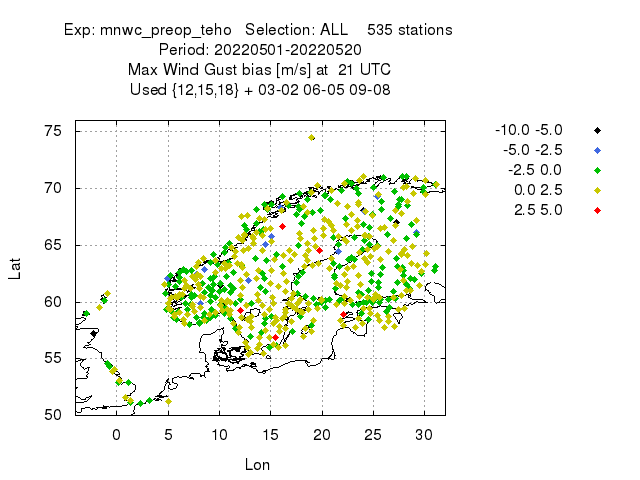 Exp: mnwc_preop_teho   Selection: ALL    535 stations
Period: 20220501-20220520
Max Wind Gust bias [m/s] at  21 UTC
Used {12,15,18} + 03-02 06-05 09-08
-10.0 -5.0
-5.0 -2.5
-2.5 0.0
0.0 2.5
2.5 5.0
75
70
65
60
55
50
Lat
0 5 10 15 20 25 30
Lon